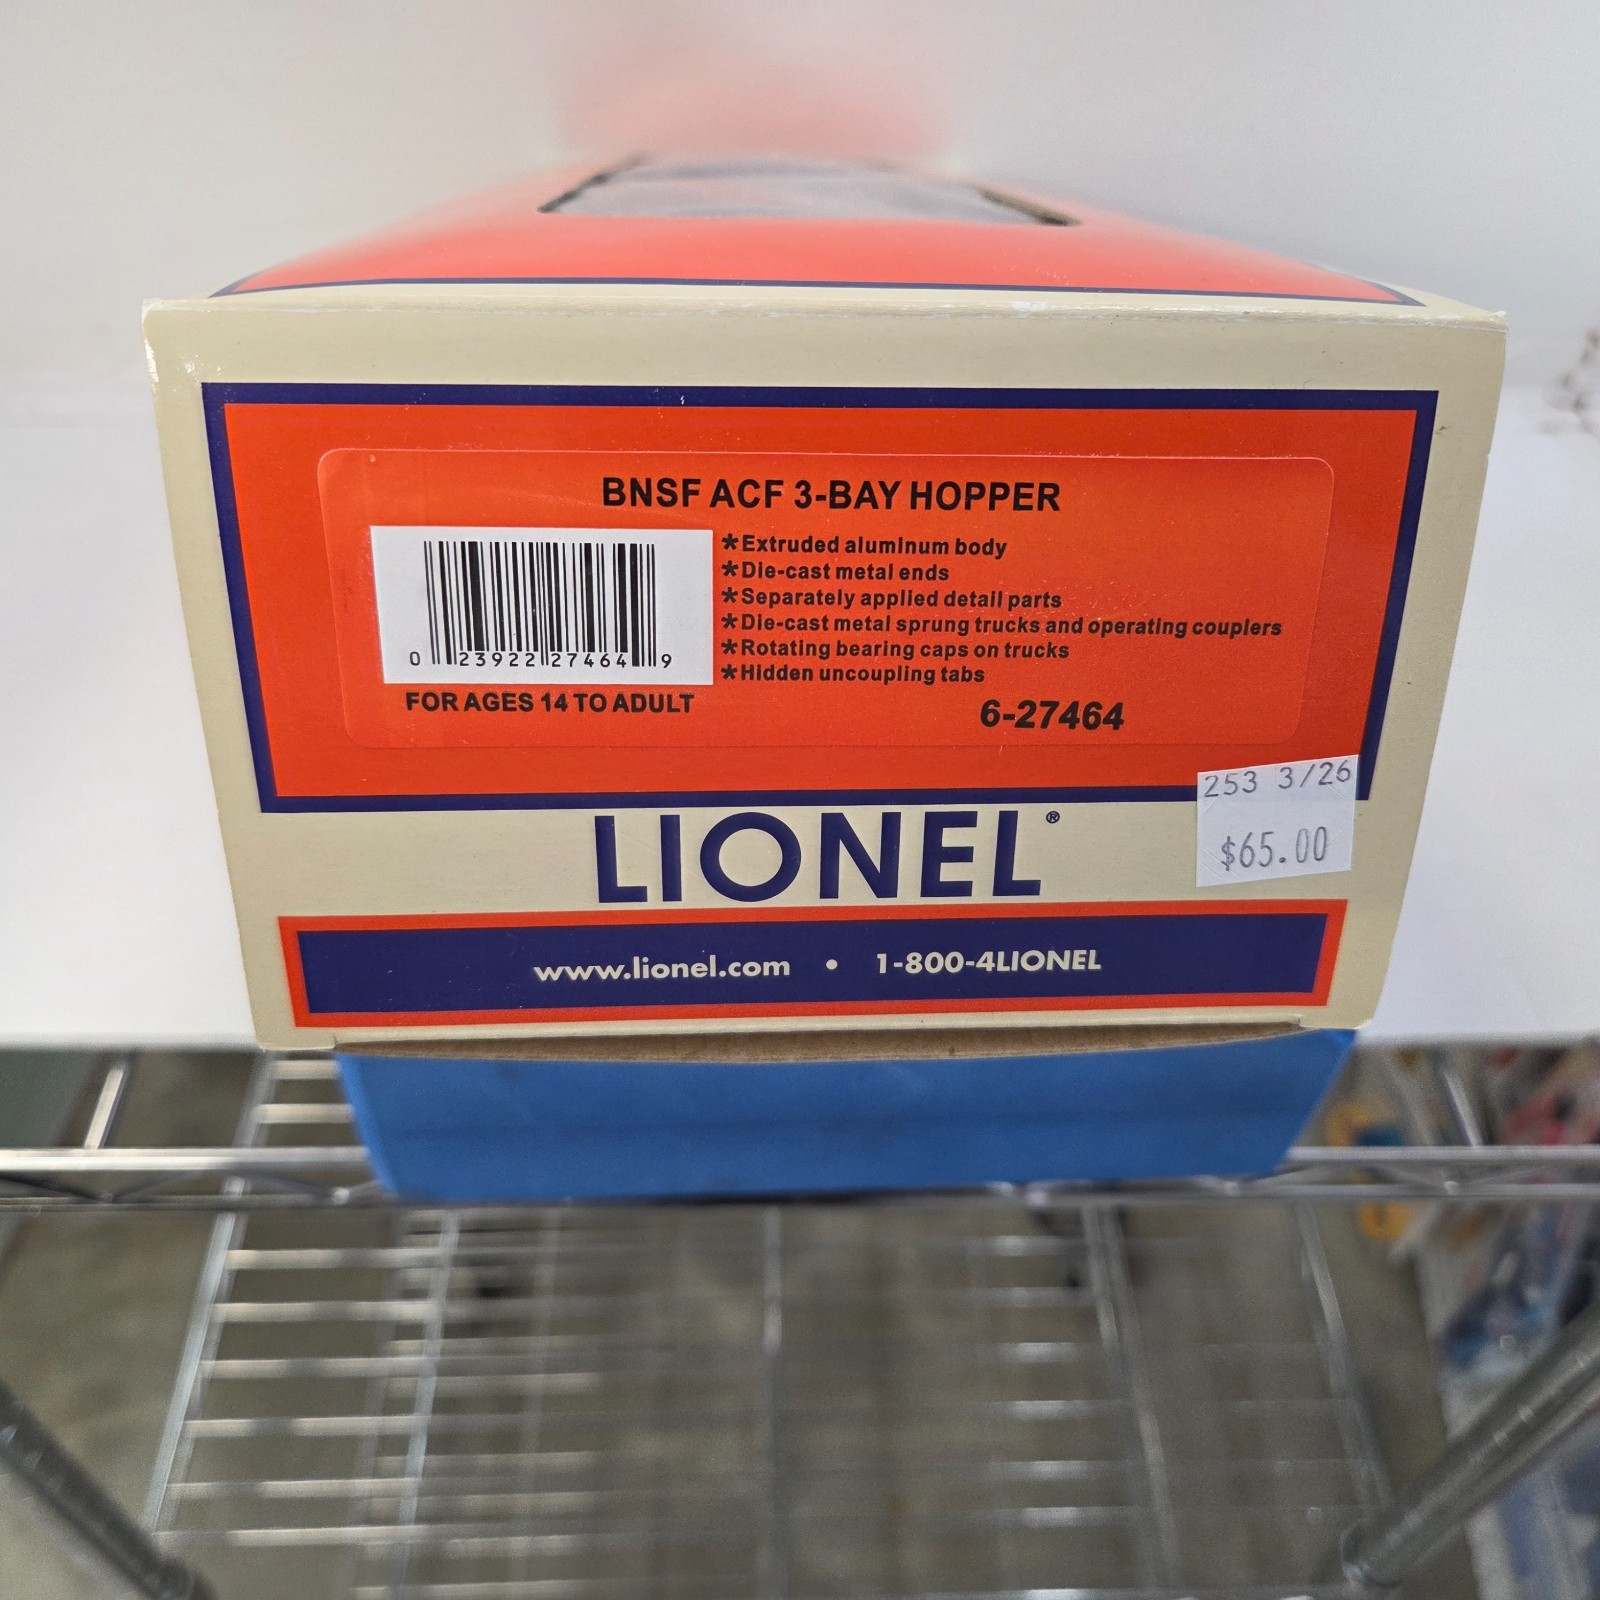 BNSF ACF 3-BAY HOPPER
*Extruded aluminum body
*Die-cast metal ends
*Separately applied detail parts
*Die-cast metal sprung trucks and operating couplers
*Rotating bearing caps on trucks
*Hidden uncoupling tabs
0 23922 27464 9
FOR AGES 14 TO ADULT
6-27464
253 3/26
$65.00
LIONEL®
www.lionel.com • 1-800-4LIONEL